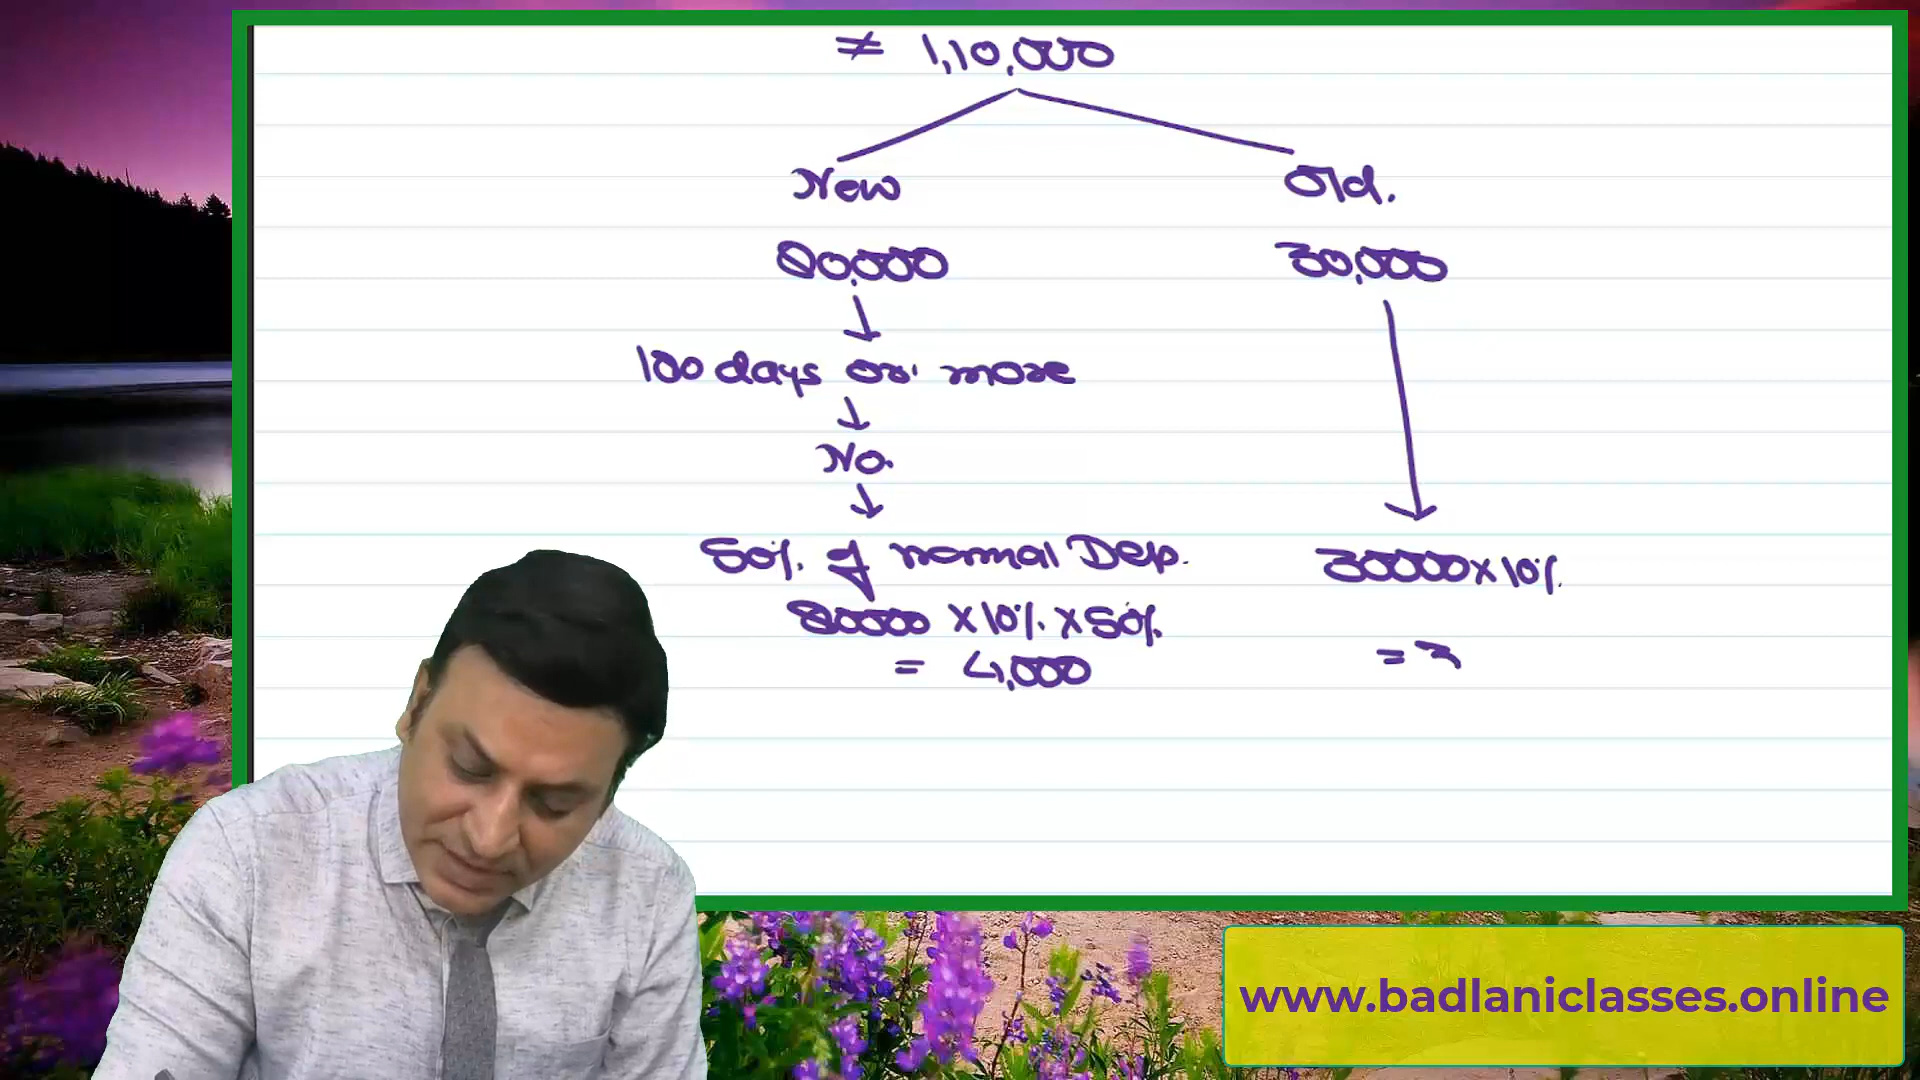 ≠ 1,10,000
New Old.
80,000 30,000
↓
100 days or more
↓
No.
↓
50% of normal Dep. 30000×10%
80000 ×10% ×50%
= 4,000 = 3
www.badlaniclasses.online